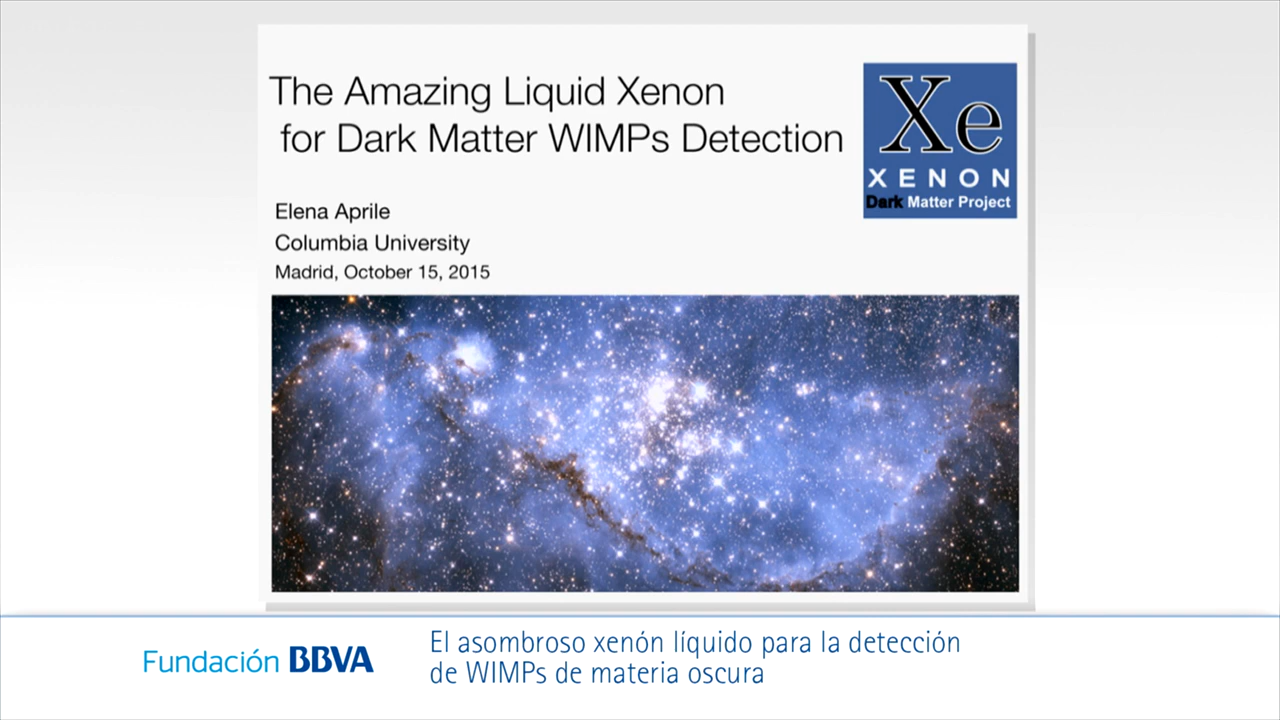 The Amazing Liquid Xenon
for Dark Matter WIMPs Detection
Xe
XENON
Dark Matter Project
Elena Aprile
Columbia University
Madrid, October 15, 2015
Fundación BBVA
El asombroso xenón líquido para la detección
de WIMPs de materia oscura